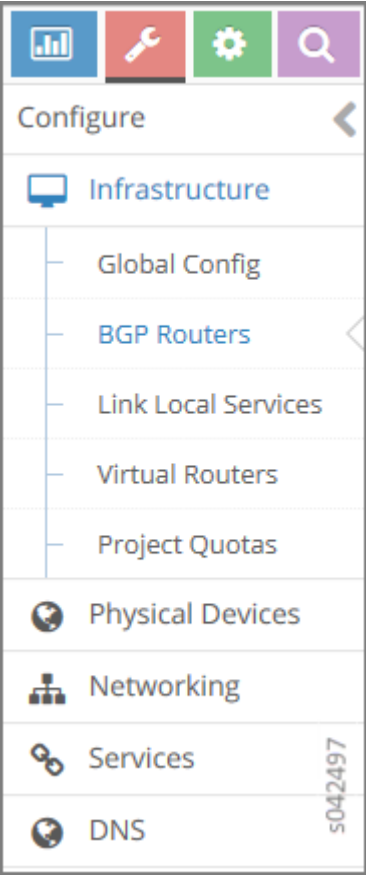 Configure
Infrastructure
Global Config
BGP Routers
Link Local Services
Virtual Routers
Project Quotas
Physical Devices
Networking
Services
DNS
s042497